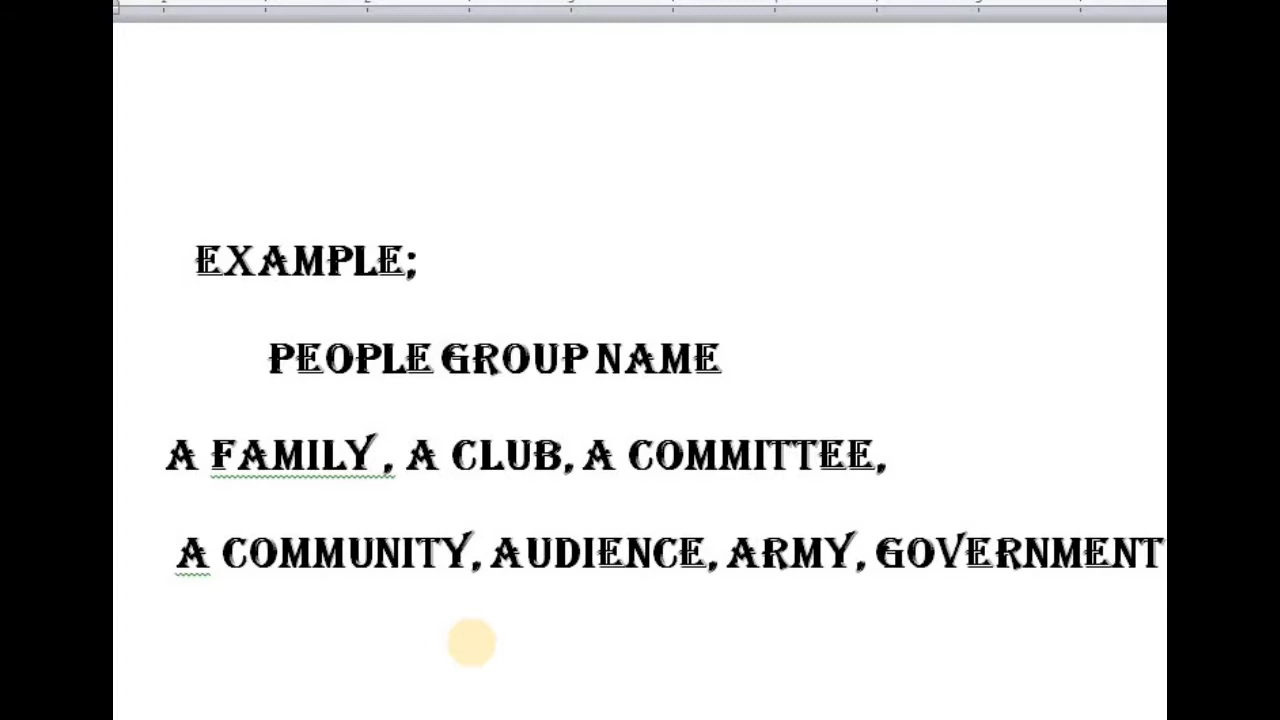 EXAMPLE;
PEOPLE GROUP NAME
A FAMILY , A CLUB, A COMMITTEE,
A COMMUNITY, AUDIENCE, ARMY, GOVERNMENT